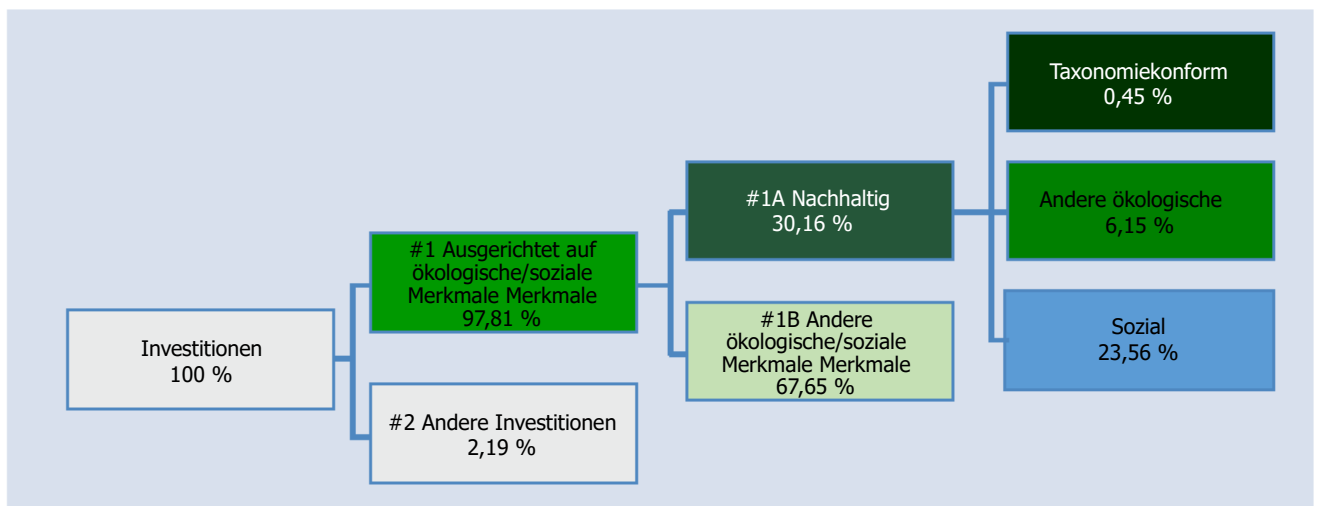 Investitionen
100 %
#1 Ausgerichtet auf
ökologische/soziale
Merkmale Merkmale
97,81 %
#2 Andere Investitionen
2,19 %
#1A Nachhaltig
30,16 %
#1B Andere
ökologische/soziale
Merkmale Merkmale
67,65 %
Taxonomiekonform
0,45 %
Andere ökologische
6,15 %
Sozial
23,56 %